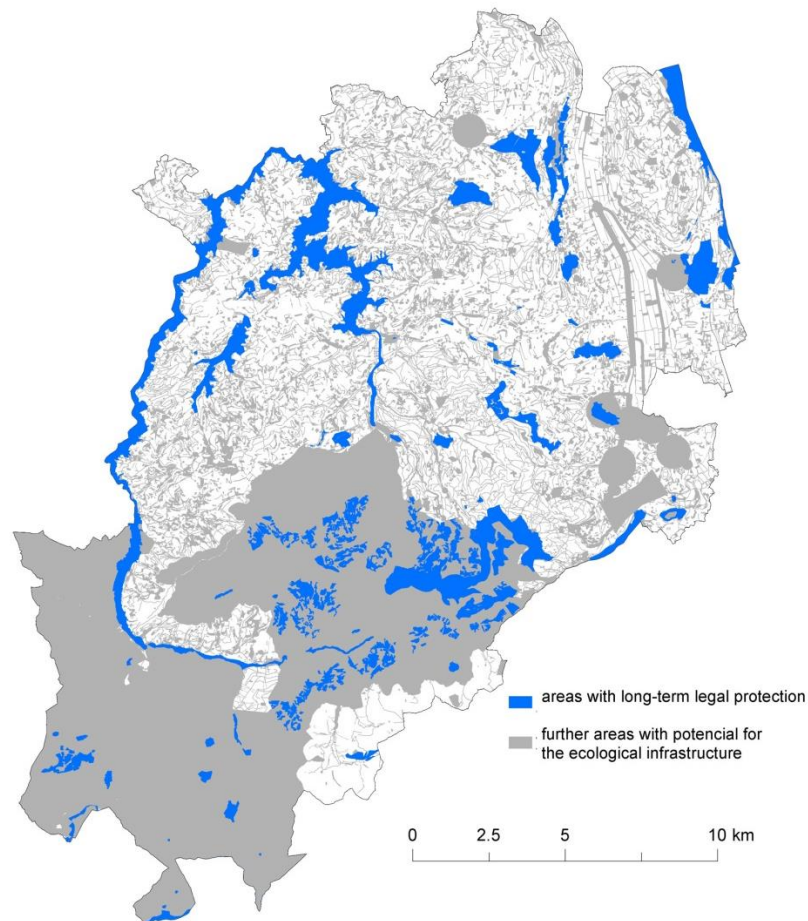 areas with long-term legal protection
further areas with potencial for
the ecological infrastructure
0 2.5 5 10 km